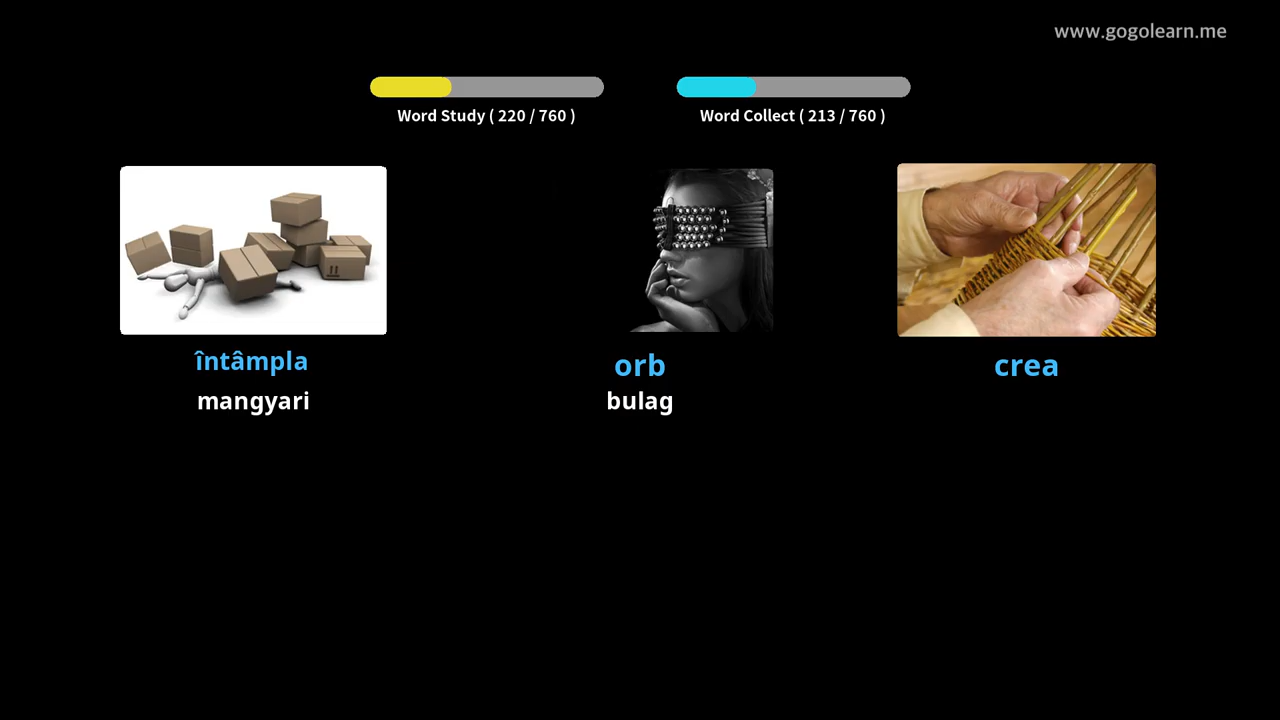 www.gogolearn.me
Word Study ( 220 / 760 )
Word Collect ( 213 / 760 )
întâmpla
mangyari
orb
bulag
crea